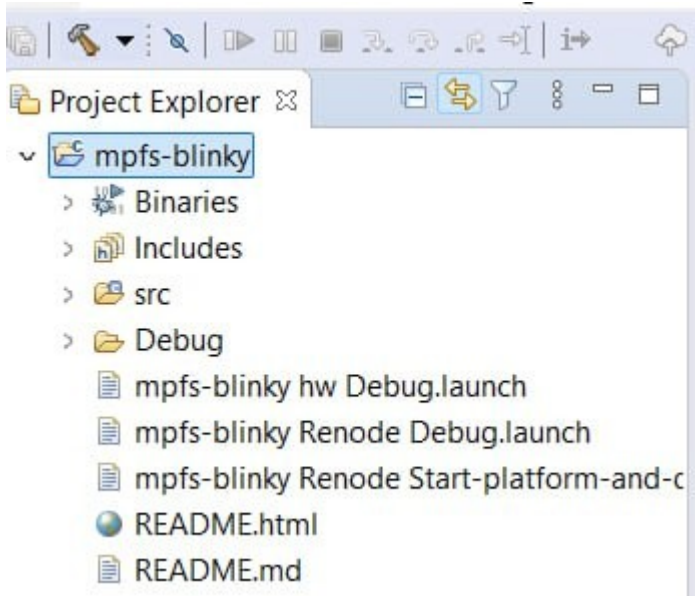 Project Explorer
mpfs-blinky
Binaries
Includes
src
Debug
mpfs-blinky hw Debug.launch
mpfs-blinky Renode Debug.launch
mpfs-blinky Renode Start-platform-and-
README.html
README.md